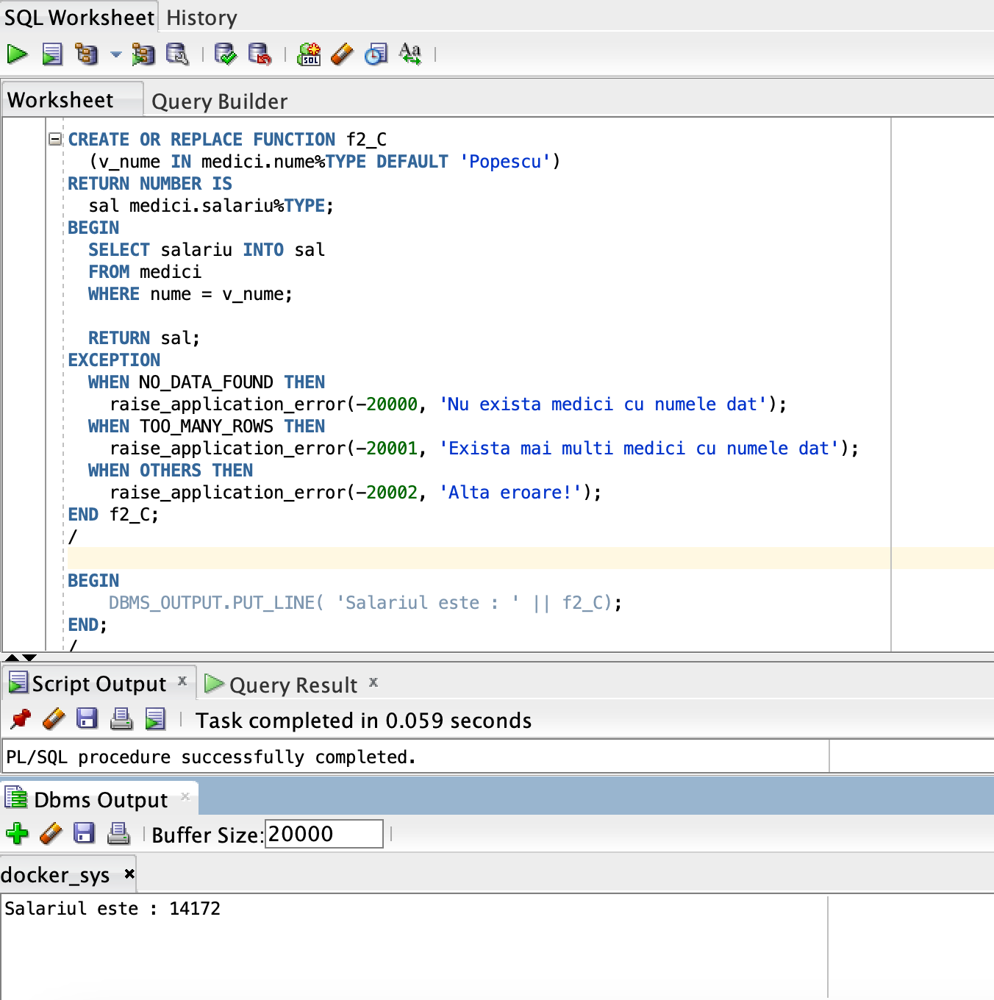 SQL Worksheet History
Worksheet Query Builder
CREATE OR REPLACE FUNCTION f2_C
(v_nume IN medici.nume%TYPE DEFAULT 'Popescu')
RETURN NUMBER IS
sal medici.salariu%TYPE;
BEGIN
SELECT salariu INTO sal
FROM medici
WHERE nume = v_nume;
RETURN sal;
EXCEPTION
WHEN NO_DATA_FOUND THEN
raise_application_error(-20000, 'Nu exista medici cu numele dat');
WHEN TOO_MANY_ROWS THEN
raise_application_error(-20001, 'Exista mai multi medici cu numele dat');
WHEN OTHERS THEN
raise_application_error(-20002, 'Alta eroare!');
END f2_C;
/
BEGIN
DBMS_OUTPUT.PUT_LINE( 'Salariul este : ' || f2_C);
END;
/
Script Output x Query Result x
Task completed in 0.059 seconds
PL/SQL procedure successfully completed.
Dbms Output x
Buffer Size: 20000
docker_sys x
Salariul este : 14172